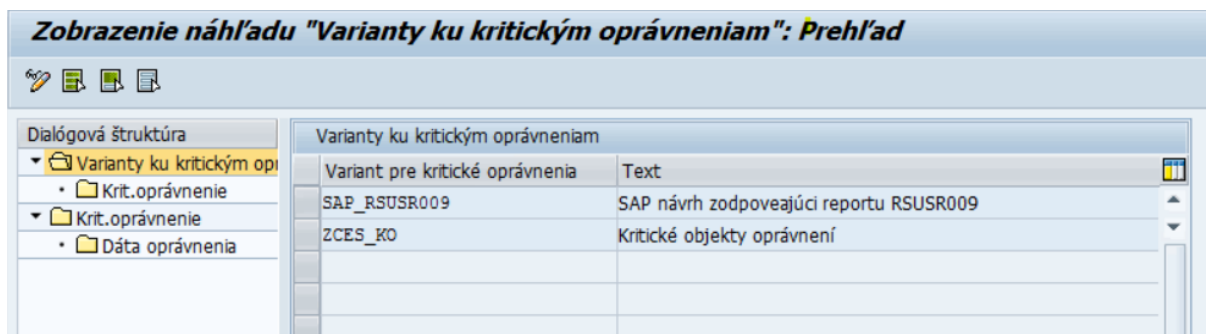 Zobrazenie náhľadu "Varianty ku kritickým oprávneniam": Prehľad
Dialógová štruktúra
Varianty ku kritickým opr
Krit.oprávnenie
Krit.oprávnenie
Dáta oprávnenia
Varianty ku kritickým oprávneniam
Variant pre kritické oprávnenia Text
SAP_RSUSR009 SAP návrh zodpoveajúci reportu RSUSR009
ZCES_KO Kritické objekty oprávnení